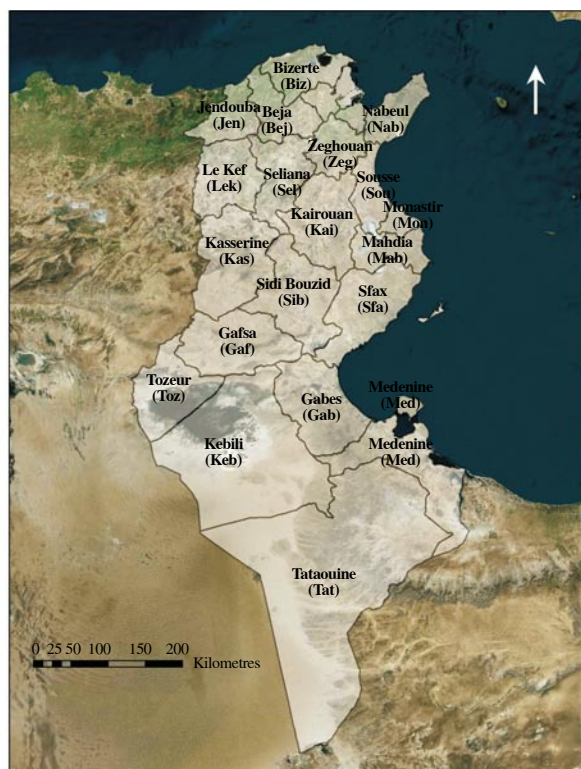 Bizerte
(Biz)
Jendouba
(Jen)
Beja
(Bej)
Nabeul
(Nab)
Zeghouan
(Zeg)
Le Kef
(Lek)
Seliana
(Sel)
Sousse
(Sou)
Kairouan
(Kai)
Monastir
(Mon)
Kasserine
(Kas)
Mahdia
(Mab)
Sidi Bouzid
(Sib)
Sfax
(Sfa)
Gafsa
(Gaf)
Tozeur
(Toz)
Gabes
(Gab)
Medenine
(Med)
Medenine
(Med)
Kebili
(Keb)
Tataouine
(Tat)
0 25 50 100 150 200
Kilometres